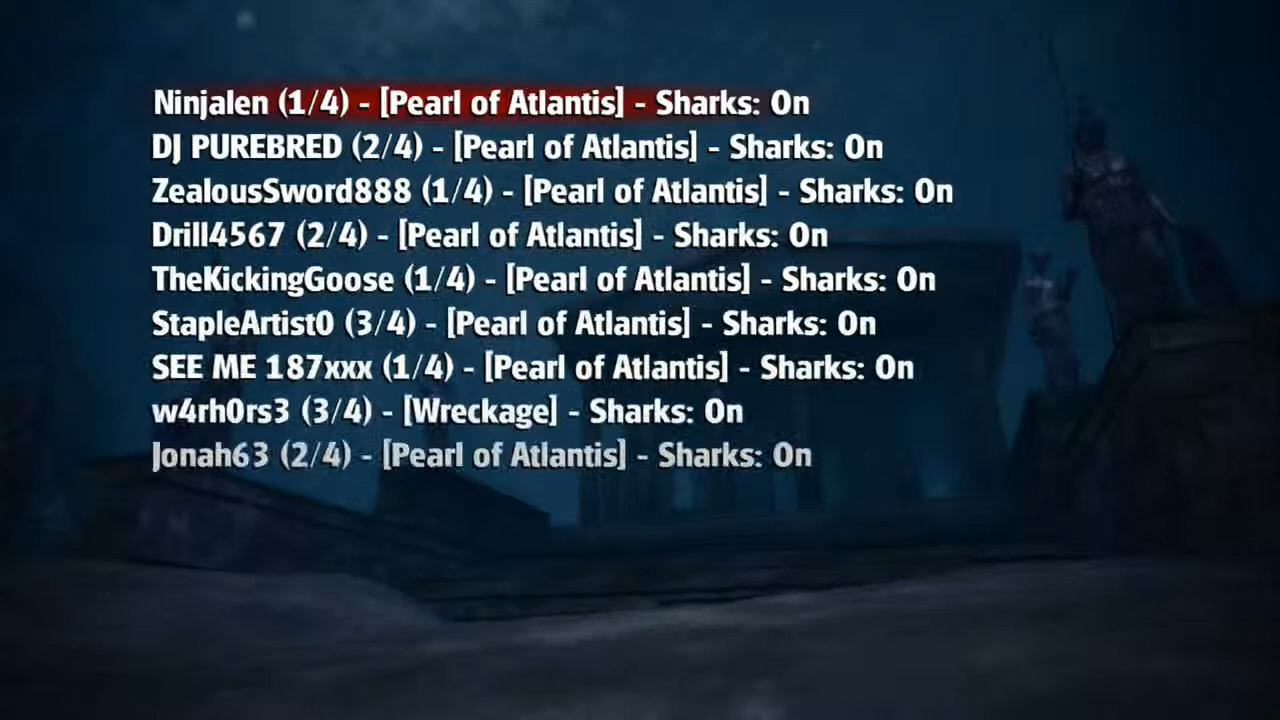 Ninjalen (1/4) - [Pearl of Atlantis] - Sharks: On
DJ PUREBRED (2/4) - [Pearl of Atlantis] - Sharks: On
ZealousSword888 (1/4) - [Pearl of Atlantis] - Sharks: On
Drill4567 (2/4) - [Pearl of Atlantis] - Sharks: On
TheKickingGoose (1/4) - [Pearl of Atlantis] - Sharks: On
StapleArtist0 (3/4) - [Pearl of Atlantis] - Sharks: On
SEE ME 187xxx (1/4) - [Pearl of Atlantis] - Sharks: On
w4rh0rs3 (3/4) - [Wreckage] - Sharks: On
Jonah63 (2/4) - [Pearl of Atlantis] - Sharks: On